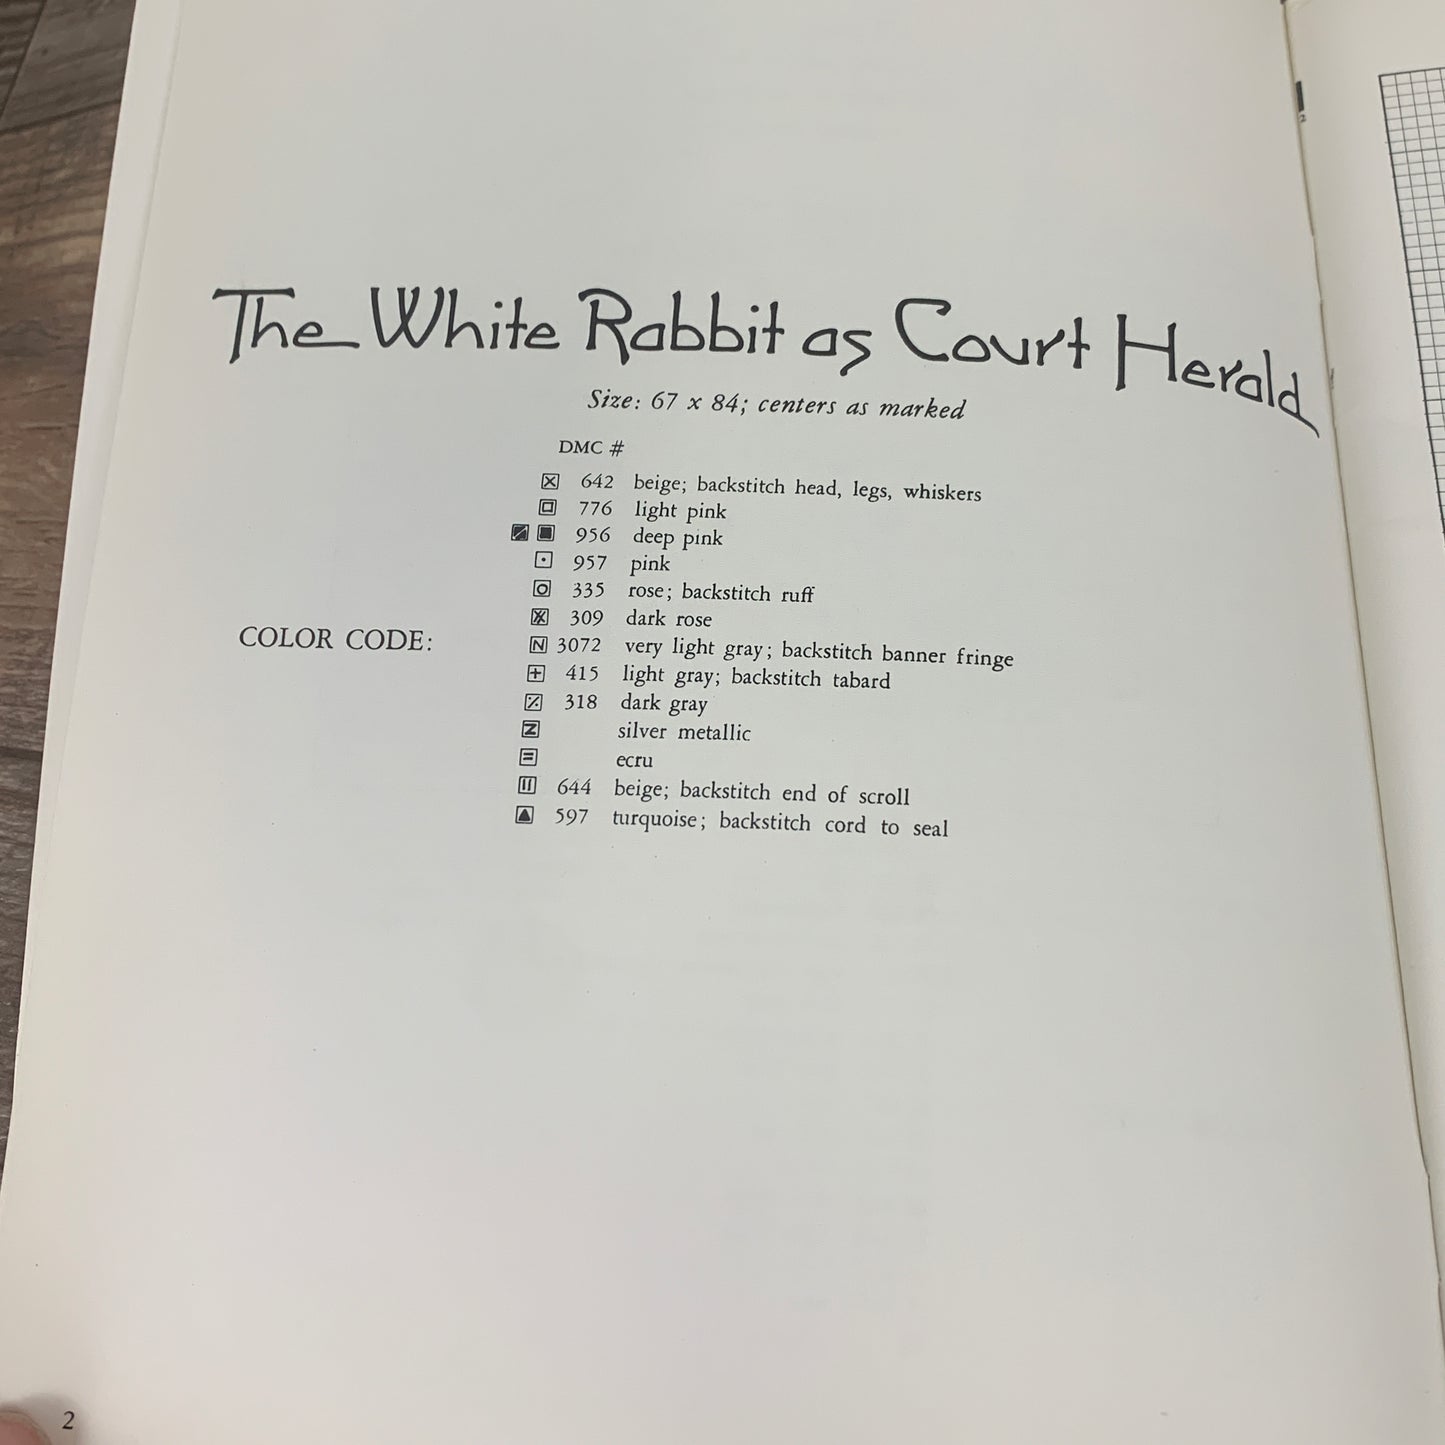 The White Rabbit as Court Herald
Size: 67 x 84; centers as marked
DMC #
642 beige; backstitch head, legs, whiskers
776 light pink
956 deep pink
957 pink
335 rose; backstitch ruff
309 dark rose
COLOR CODE:
N 3072 very light gray; backstitch banner fringe
415 light gray; backstitch tabard
318 dark gray
Z silver metallic
ecru
644 beige; backstitch end of scroll
597 turquoise; backstitch cord to seal
2